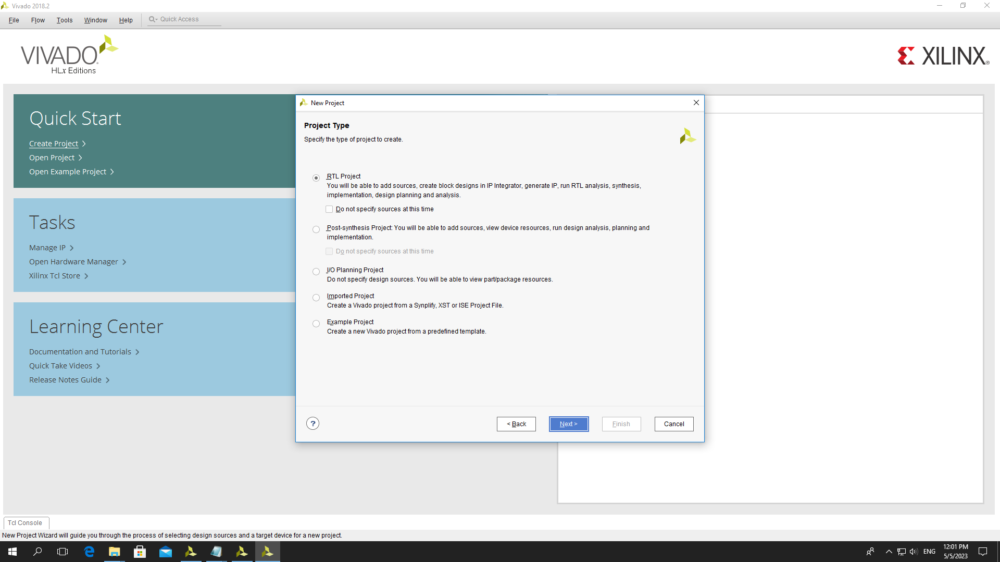 Vivado 2018.2
File Flow Tools Window Help Quick Access
VIVADO
HLx Editions
XILINX
Quick Start
Create Project
Open Project
Open Example Project
Tasks
Manage IP
Open Hardware Manager
Xilinx Tcl Store
Learning Center
Documentation and Tutorials
Quick Take Videos
Release Notes Guide
New Project
Project Type
Specify the type of project to create.
RTL Project
You will be able to add sources, create block designs in IP Integrator, generate IP, run RTL analysis, synthesis,
implementation, design planning and analysis.
Do not specify sources at this time
Post-synthesis Project: You will be able to add sources, view device resources, run design analysis, planning and
implementation.
Do not specify sources at this time
I/O Planning Project
Do not specify design sources. You will be able to view part/package resources.
Imported Project
Create a Vivado project from a Synplify, XST or ISE Project File.
Example Project
Create a new Vivado project from a predefined template.
? < Back Next > Finish Cancel
Tcl Console
New Project Wizard will guide you through the process of selecting design sources and a target device for a new project.
ENG
12:01 PM
5/5/2023